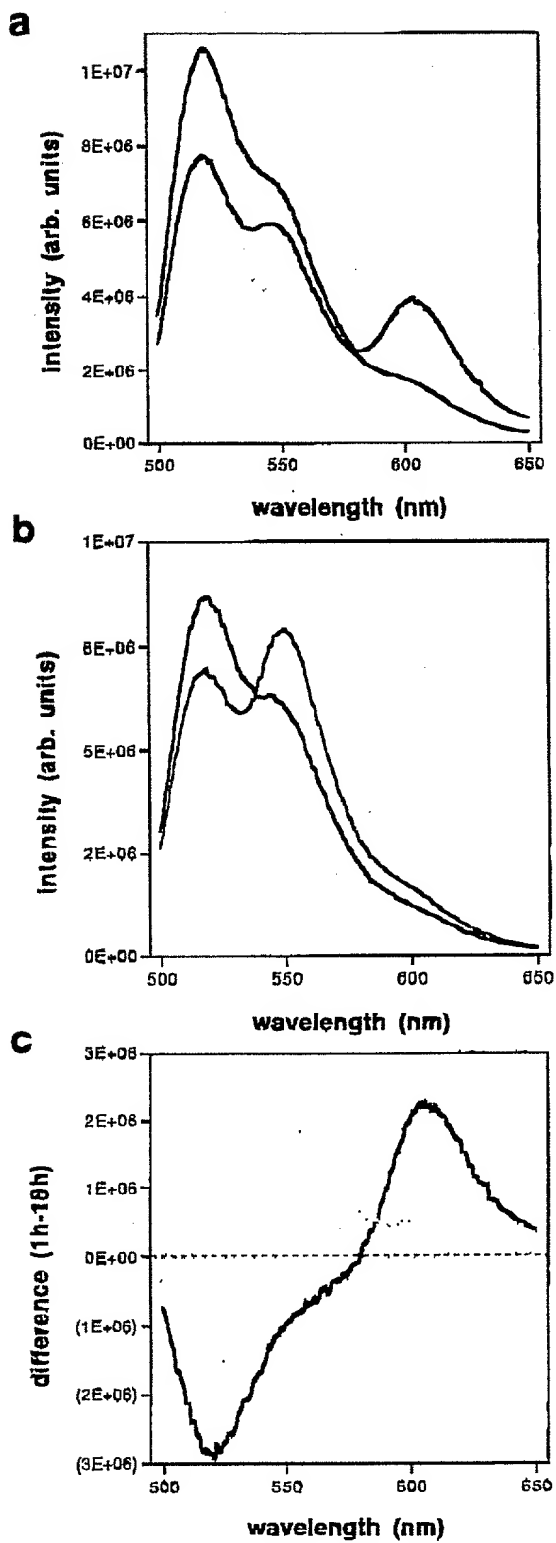 a
1E+07
8E+06
6E+06
4E+06
2E+06
0E+00
intensity (arb. units)
500 550 600 650
wavelength (nm)
b
1E+07
8E+06
5E+06
2E+06
0E+00
intensity (arb. units)
500 550 600 650
wavelength (nm)
c
3E+06
2E+06
1E+06
0E+00
(1E+06)
(2E+06)
(3E+06)
difference (1h-18h)
500 550 600 650
wavelength (nm)